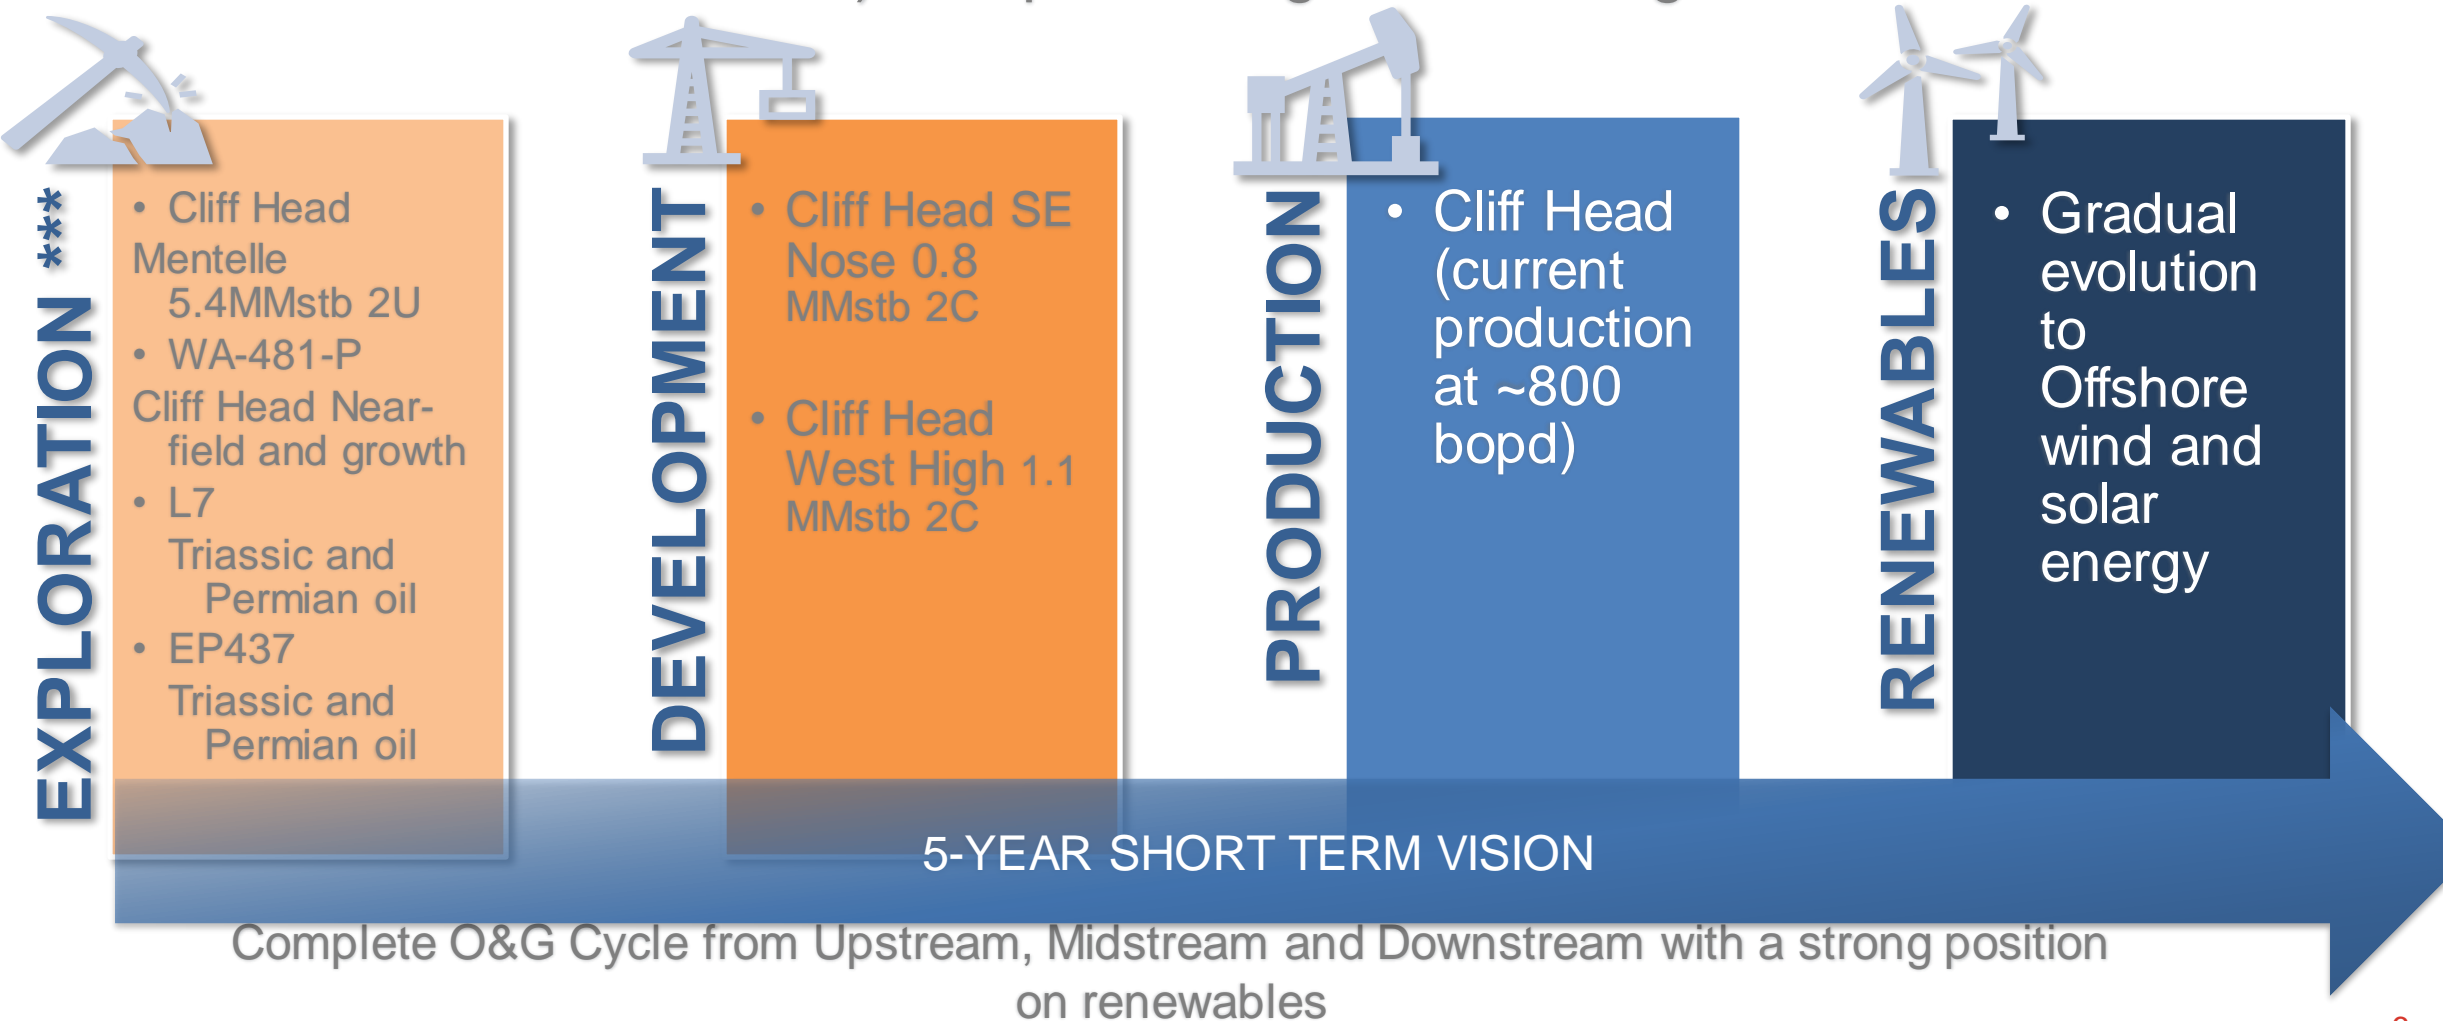 EXPLORATION ***
• Cliff Head
Mentelle
5.4MMstb 2U
• WA-481-P
Cliff Head Near-
field and growth
• L7
Triassic and
Permian oil
• EP437
Triassic and
Permian oil
DEVELOPMENT
• Cliff Head SE
Nose 0.8
MMstb 2C
• Cliff Head
West High 1.1
MMstb 2C
PRODUCTION
• Cliff Head
(current
production
at ~800
bopd)
RENEWABLES
• Gradual
evolution
to
Offshore
wind and
solar
energy
5-YEAR SHORT TERM VISION
Complete O&G Cycle from Upstream, Midstream and Downstream with a strong position
on renewables